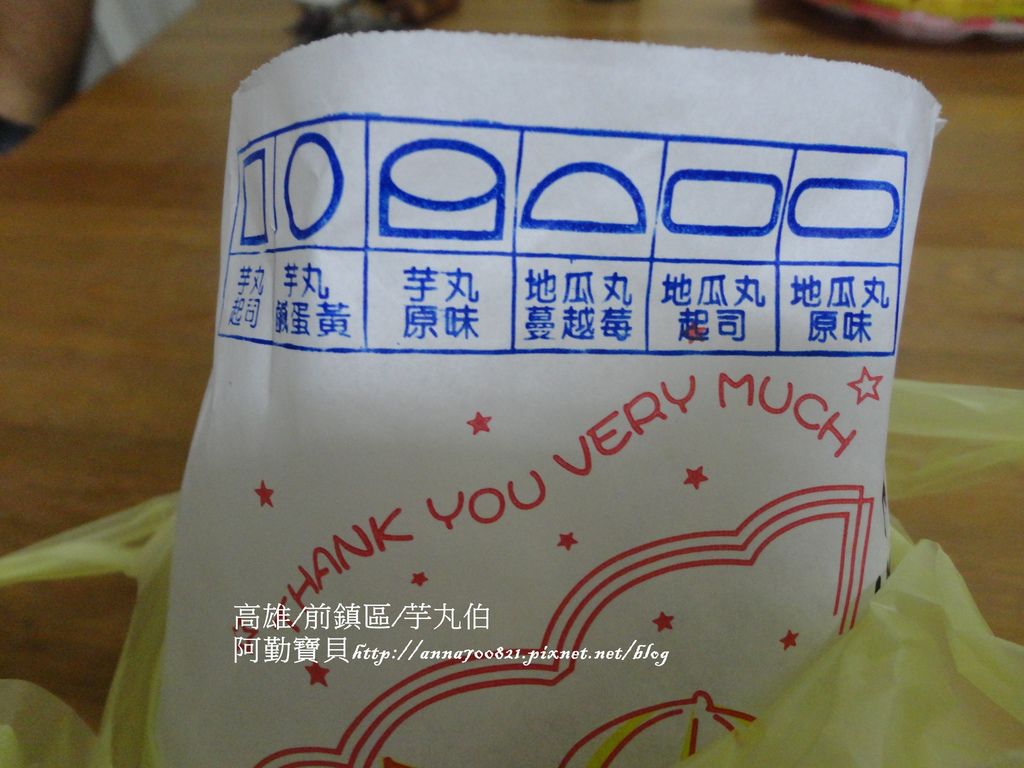 芋丸 芋丸 芋丸 地瓜丸 地瓜丸 地瓜丸
起司 鹹蛋黃 原味 蔓越莓 起司 原味
THANK YOU VERY MUCH
高雄/前鎮區/芋丸伯
阿勤寶貝http://anna700821.pixnet.net/blog